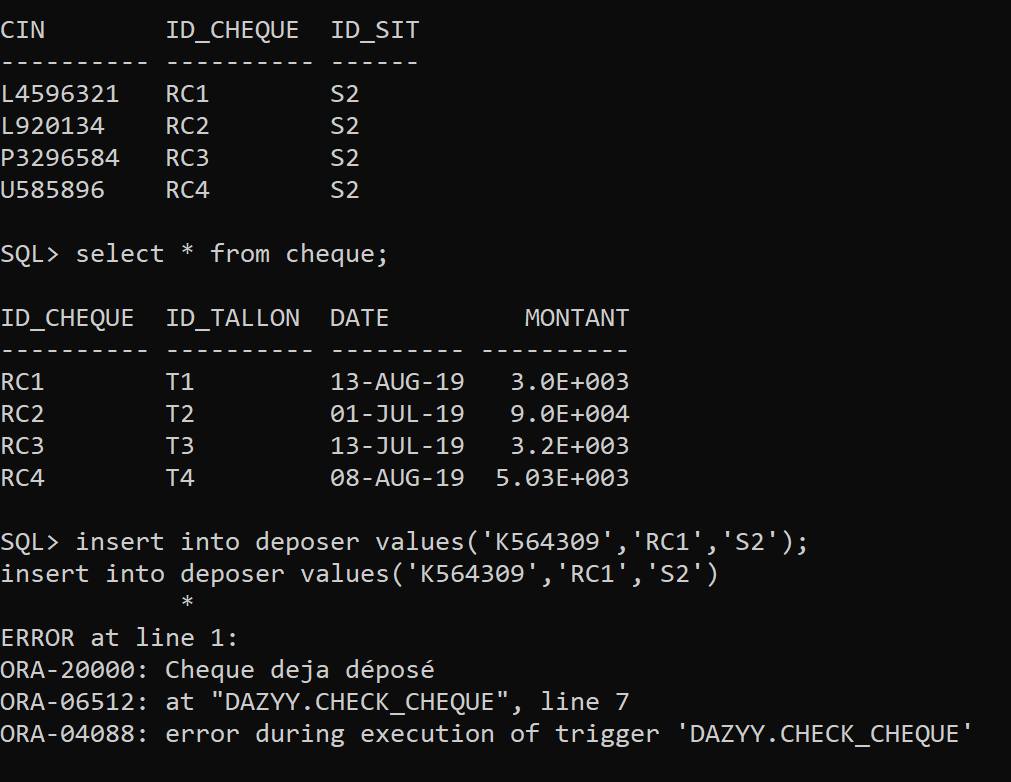 CIN        ID_CHEQUE  ID_SIT
---------- ---------- ------
L4596321   RC1        S2
L920134    RC2        S2
P3296584   RC3        S2
U585896    RC4        S2
SQL> select * from cheque;
ID_CHEQUE  ID_TALLON  DATE         MONTANT
---------- ---------- --------- ----------
RC1        T1         13-AUG-19   3.0E+003
RC2        T2         01-JUL-19   9.0E+004
RC3        T3         13-JUL-19   3.2E+003
RC4        T4         08-AUG-19  5.03E+003
SQL> insert into deposer values('K564309','RC1','S2');
insert into deposer values('K564309','RC1','S2')
            *
ERROR at line 1:
ORA-20000: Cheque deja déposé
ORA-06512: at "DAZYY.CHECK_CHEQUE", line 7
ORA-04088: error during execution of trigger 'DAZYY.CHECK_CHEQUE'